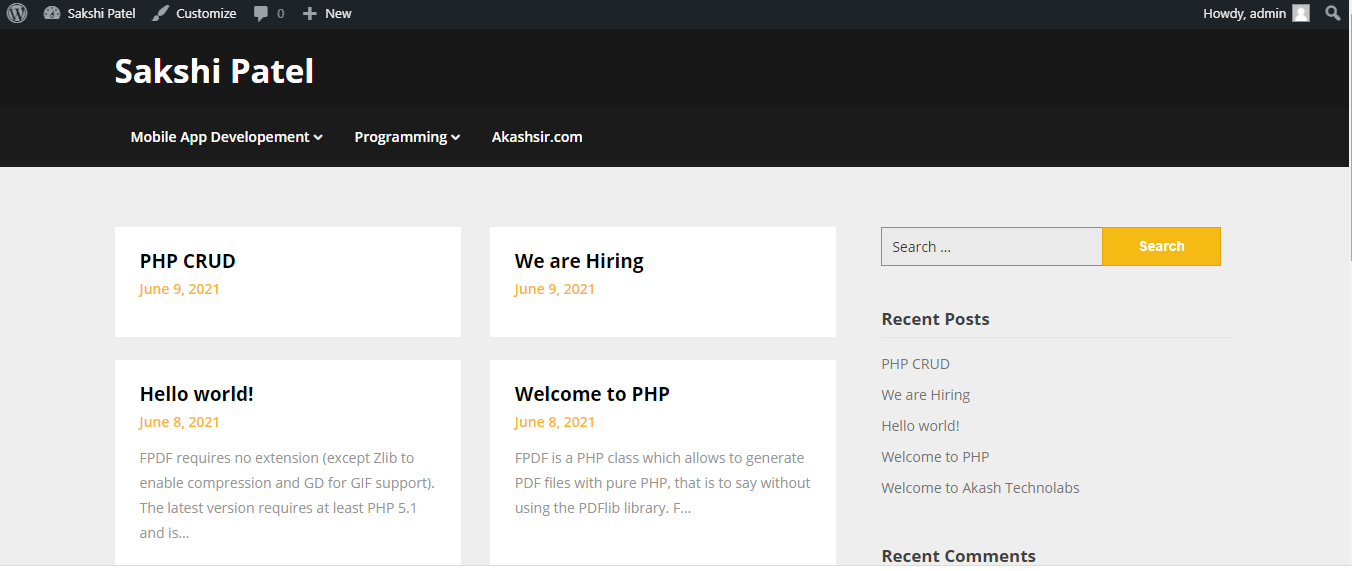 Sakshi Patel Customize 0 New Howdy, admin
Sakshi Patel
Mobile App Developement Programming Akashsir.com
PHP CRUD
June 9, 2021
We are Hiring
June 9, 2021
Hello world!
June 8, 2021
FPDF requires no extension (except Zlib to
enable compression and GD for GIF support).
The latest version requires at least PHP 5.1
and is...
Welcome to PHP
June 8, 2021
FPDF is a PHP class which allows to generate
PDF files with pure PHP, that is to say without
using the PDFlib library. F...
Search ... Search
Recent Posts
PHP CRUD
We are Hiring
Hello world!
Welcome to PHP
Welcome to Akash Technolabs
Recent Comments